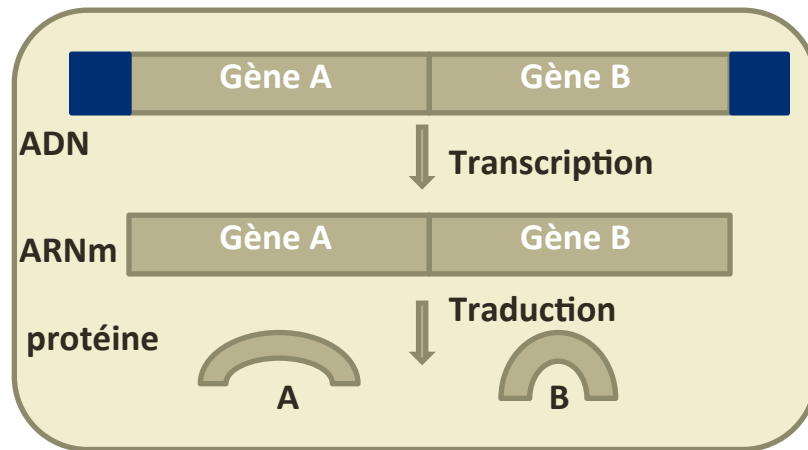 Gène A Gène B
ADN
Transcription
Gène A Gène B
ARNm
Traduction
protéine
A B